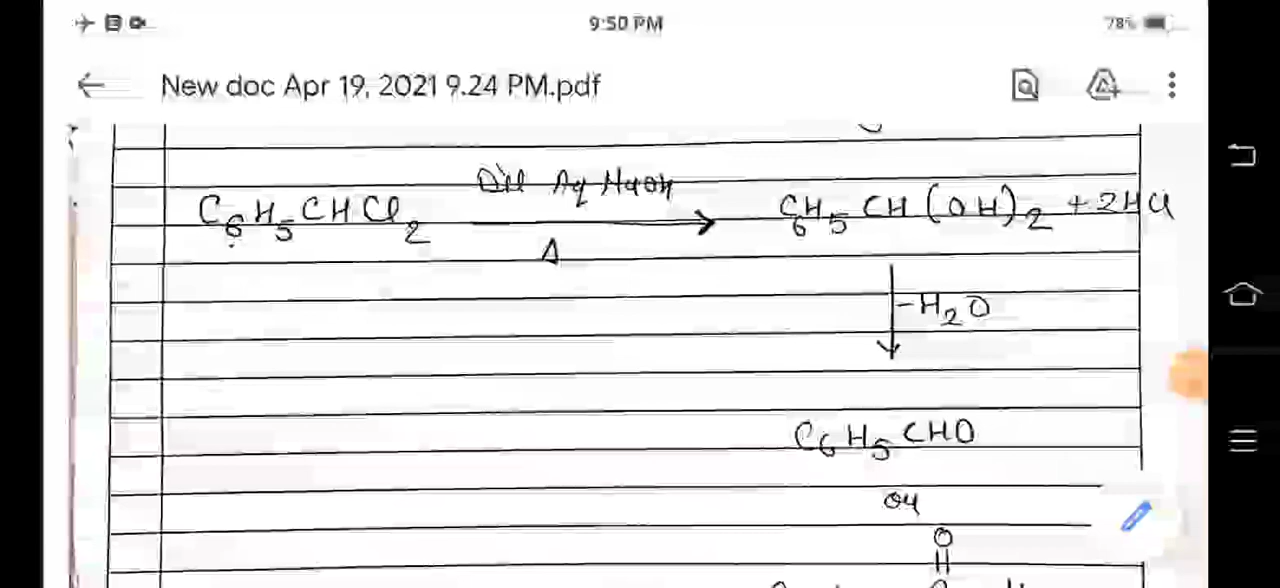 9:50 PM
78%
New doc Apr 19, 2021 9.24 PM.pdf
Dil Aq NaOH
C6H5CHCl2 → C6H5CH(OH)2 + 2HCl
Δ
-H2O
C6H5CHO
or
O